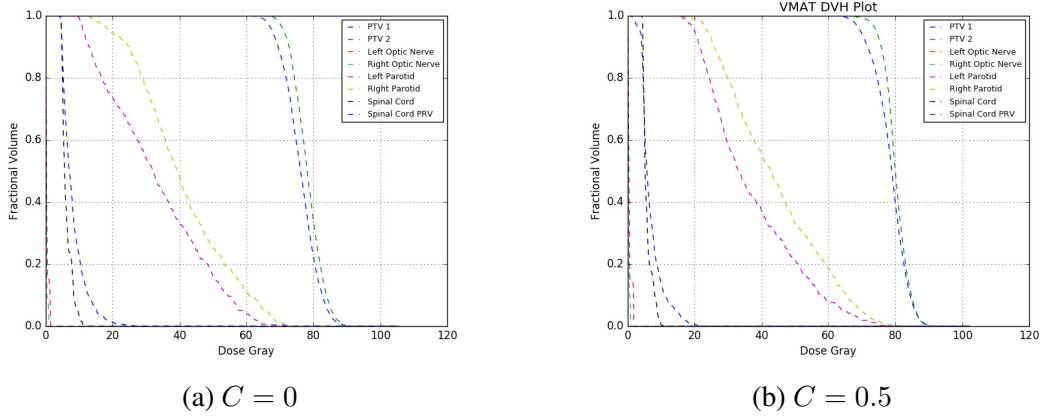 1.0
0.8
0.6
0.4
0.2
0.0
Fractional Volume
0 20 40 60 80 100 120
Dose Gray
PTV 1
PTV 2
Left Optic Nerve
Right Optic Nerve
Left Parotid
Right Parotid
Spinal Cord
Spinal Cord PRV
(a) C = 0
VMAT DVH Plot
1.0
0.8
0.6
0.4
0.2
0.0
Fractional Volume
0 20 40 60 80 100 120
Dose Gray
PTV 1
PTV 2
Left Optic Nerve
Right Optic Nerve
Left Parotid
Right Parotid
Spinal Cord
Spinal Cord PRV
(b) C = 0.5